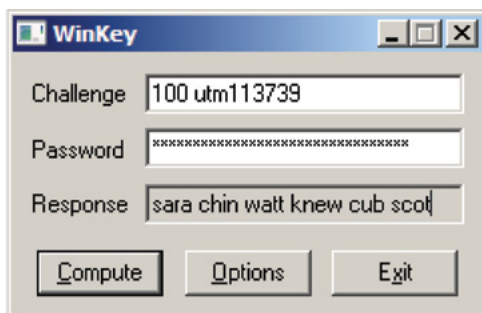 WinKey
Challenge 100 utm113739
Password ********************************
Response sara chin watt knew cub scot
Compute Options Exit